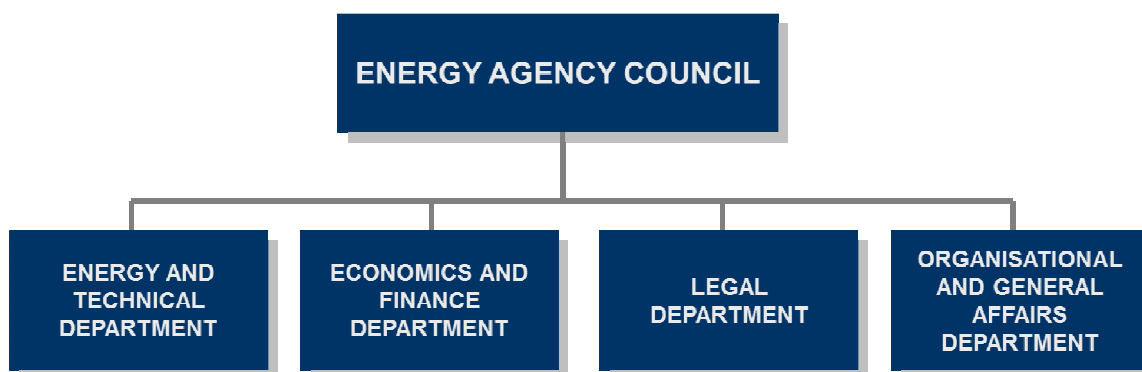 ENERGY AGENCY COUNCIL
ENERGY AND
TECHNICAL
DEPARTMENT
ECONOMICS AND
FINANCE
DEPARTMENT
LEGAL
DEPARTMENT
ORGANISATIONAL
AND GENERAL
AFFAIRS
DEPARTMENT